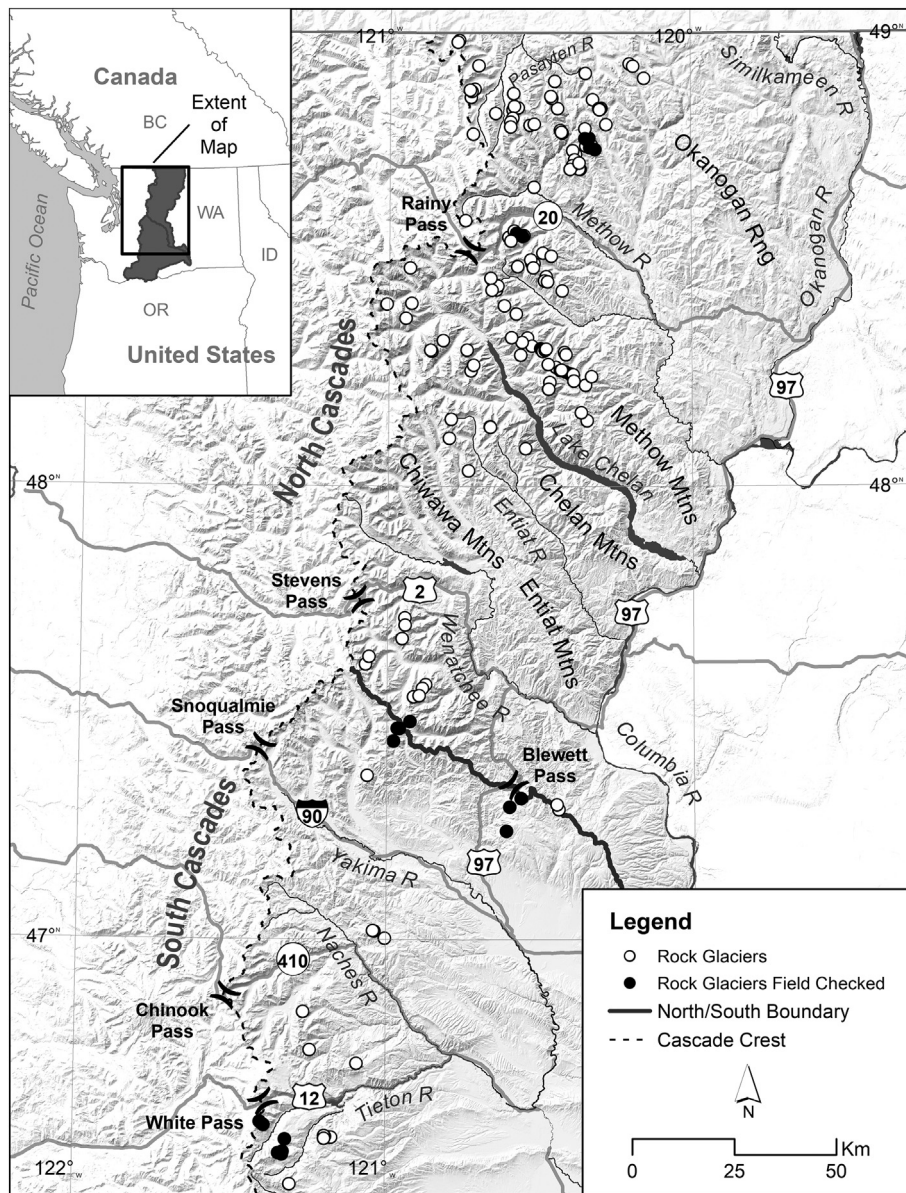 121°W
120°
49°N
Canada
Extent
of
Map
BC
WA
ID
OR
Pacific Ocean
United States
Pasayten R
Similkameen R
Okanogan Rng
Okanogan R
Rainy
Pass
20
Methow R
97
North Cascades
Methow Mtns
Lake Chelan
48°N
48°
Chiwawa Mtns
Chelan Mtns
Entiat R
Entiat Mtns
Stevens
Pass
2
97
Wenatchee R
Snoqualmie
Pass
Columbia R
Blewett
Pass
South Cascades
90
97
Yakima R
47°N
410
Naches R
Chinook
Pass
12
White Pass
Tieton R
122°W
121°W
Legend
Rock Glaciers
Rock Glaciers Field Checked
North/South Boundary
Cascade Crest
N
Km
0
25
50